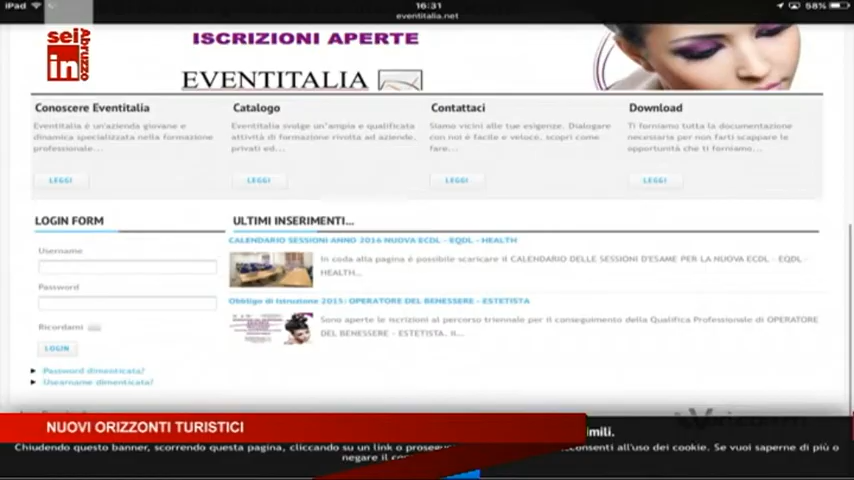 iPad 16:31 58%
eventitalia.net
sei in Abruzzo
ISCRIZIONI APERTE
EVENTITALIA
Conoscere Eventitalia
Eventitalia è un'azienda giovane e
dinamica specializzata nella formazione
professionale...
LEGGI
Catalogo
Eventitalia svolge un'ampia e qualificata
attività di formazione rivolta ad aziende,
privati ed...
LEGGI
Contattaci
Siamo vicini alle tue esigenze. Dialogare
con noi è facile e veloce, scopri come
fare...
LEGGI
Download
Ti forniamo tutta la documentazione
necessaria per non farti scappare le
opportunità che ti forniamo...
LEGGI
LOGIN FORM
Username
Password
Ricordami
LOGIN
Password dimenticata?
Usearname dimenticata?
ULTIMI INSERIMENTI...
CALENDARIO SESSIONI ANNO 2016 NUOVA ECDL - EQDL - HEALTH
In coda alla pagina è possibile scaricare il CALENDARIO DELLE SESSIONI D'ESAME PER LA NUOVA ECDL - EQDL -
HEALTH...
Obbligo di Istruzione 2015: OPERATORE DEL BENESSERE - ESTETISTA
Sono aperte le iscrizioni al percorso triennale per il conseguimento della Qualifica Professionale di OPERATORE
DEL BENESSERE - ESTETISTA. Il...
NUOVI ORIZZONTI TURISTICI
imili.
Chiudendo questo banner, scorrendo questa pagina, cliccando su un link o prosegue
consenti all'uso dei cookie. Se vuoi saperne di più o
negare il co